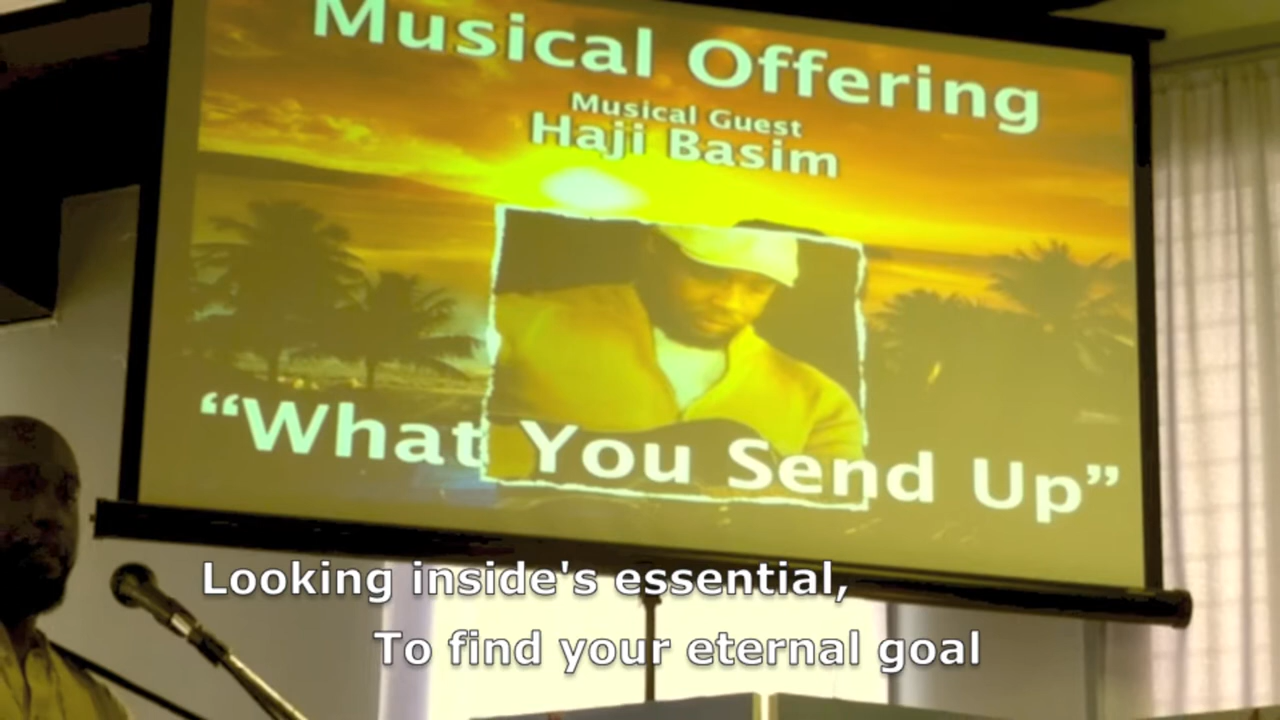 Musical Offering
Musical Guest
Haji Basim
“What You Send Up”
Looking inside's essential,
To find your eternal goal